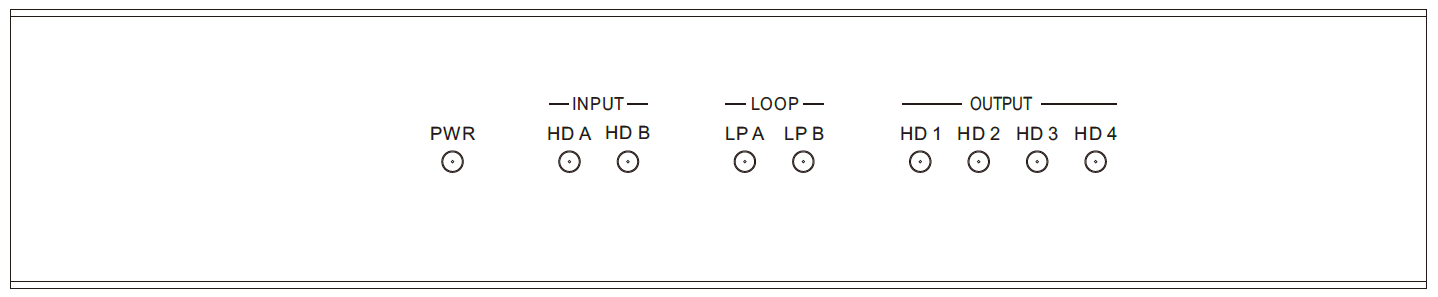 INPUT LOOP OUTPUT
PWR HD A HD B LP A LP B HD 1 HD 2 HD 3 HD 4